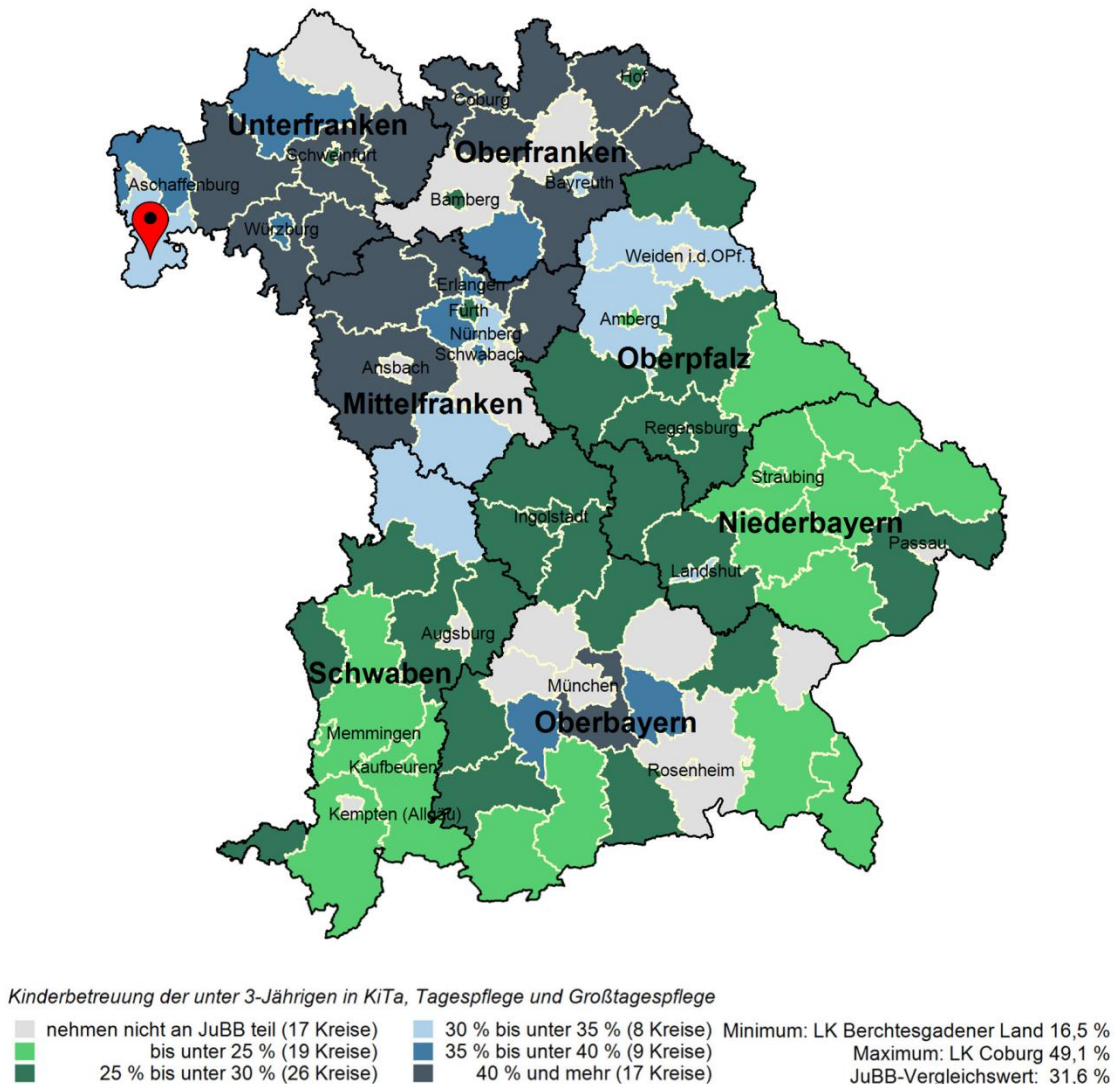 Hof
Coburg
Unterfranken
Oberfranken
Schweinfurt
Aschaffenburg
Bayreuth
Bamberg
Würzburg
Weiden i.d.OPf.
Erlangen
Fürth
Amberg
Nürnberg
Schwabach
Oberpfalz
Ansbach
Mittelfranken
Regensburg
Straubing
Ingolstadt
Niederbayern
Passau
Landshut
Augsburg
Schwaben
München
Oberbayern
Memmingen
Kaufbeuren
Rosenheim
Kempten (Allgäu)
Kinderbetreuung der unter 3-Jährigen in KiTa, Tagespflege und Großtagespflege
nehmen nicht an JuBB teil (17 Kreise)
bis unter 25 % (19 Kreise)
25 % bis unter 30 % (26 Kreise)
30 % bis unter 35 % (8 Kreise)
35 % bis unter 40 % (9 Kreise)
40 % und mehr (17 Kreise)
Minimum: LK Berchtesgadener Land 16,5 %
Maximum: LK Coburg 49,1 %
JuBB-Vergleichswert: 31,6 %